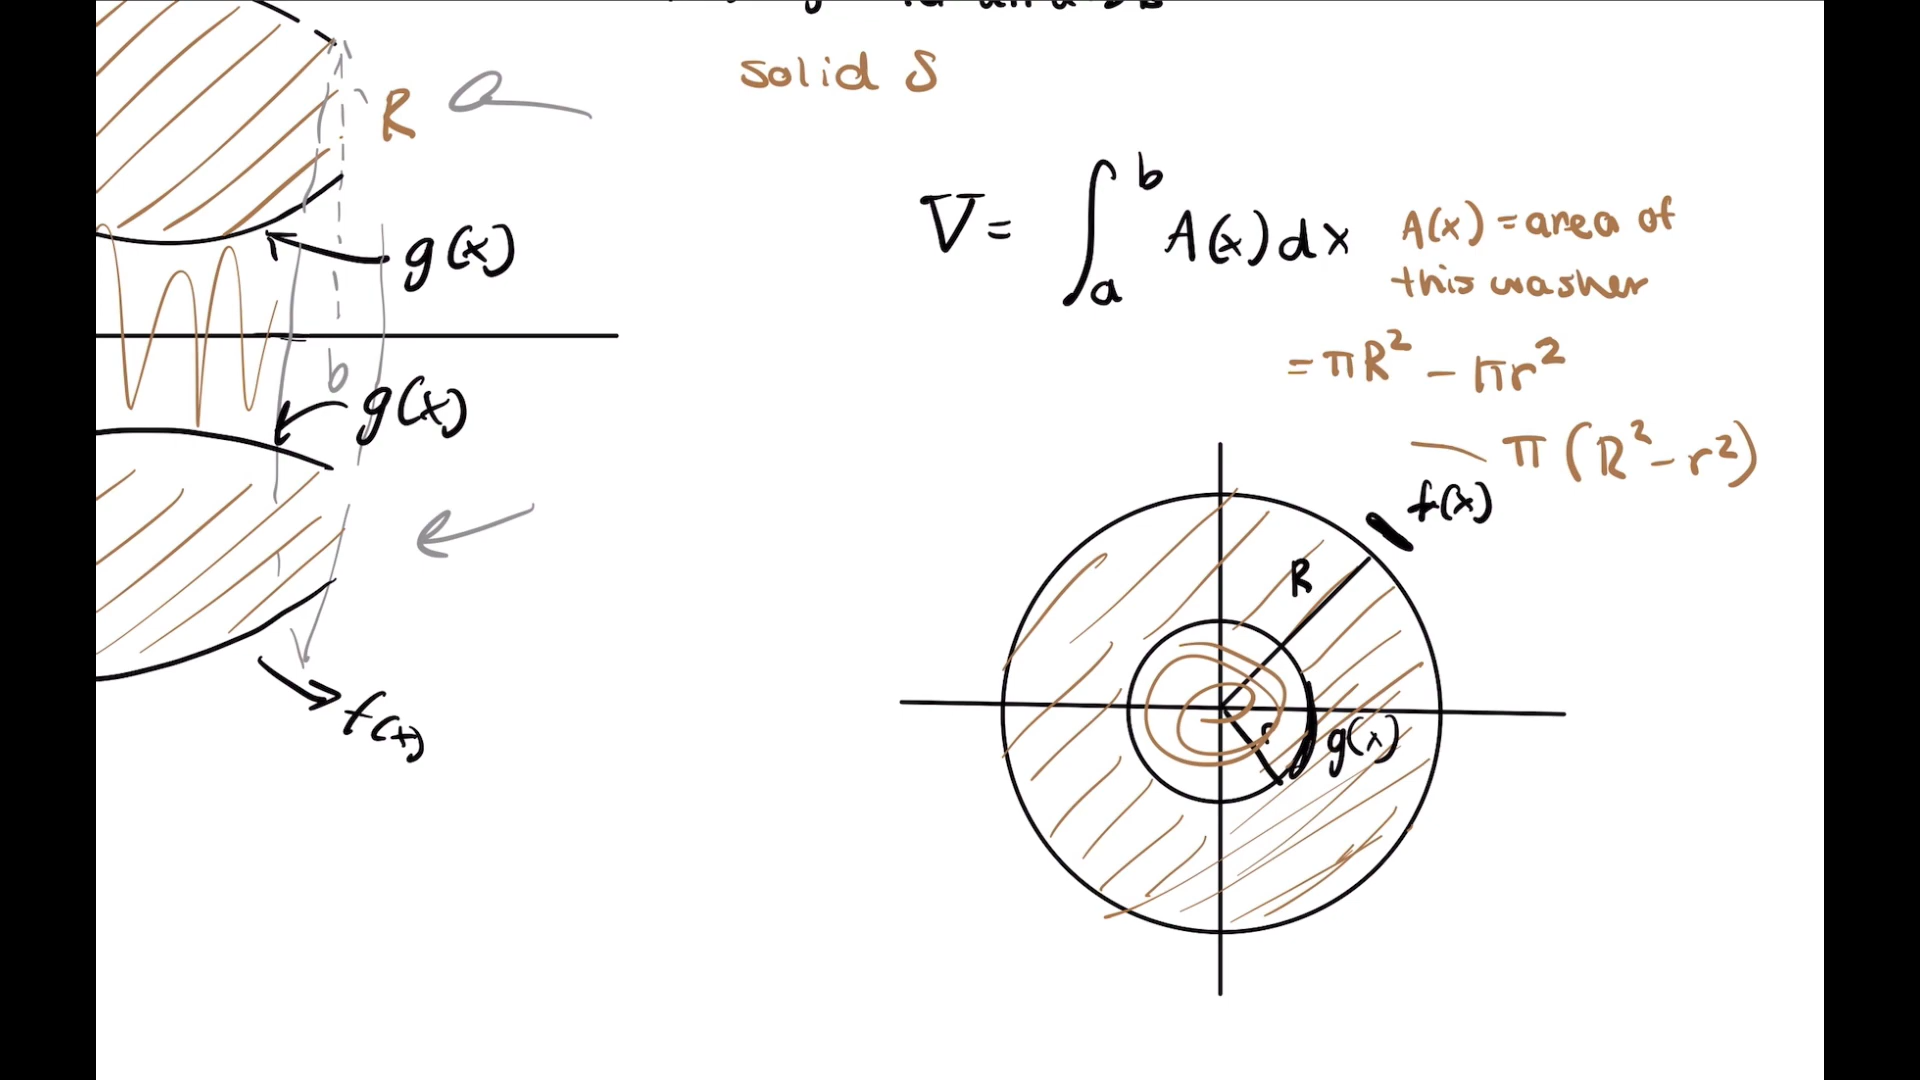 solid S
R
g(x)
b
g(x)
f(x)
V = ∫_a^b A(x) dx
A(x) = area of
this washer
= πR² - πr²
π (R² - r²)
f(x)
R
r
g(x)